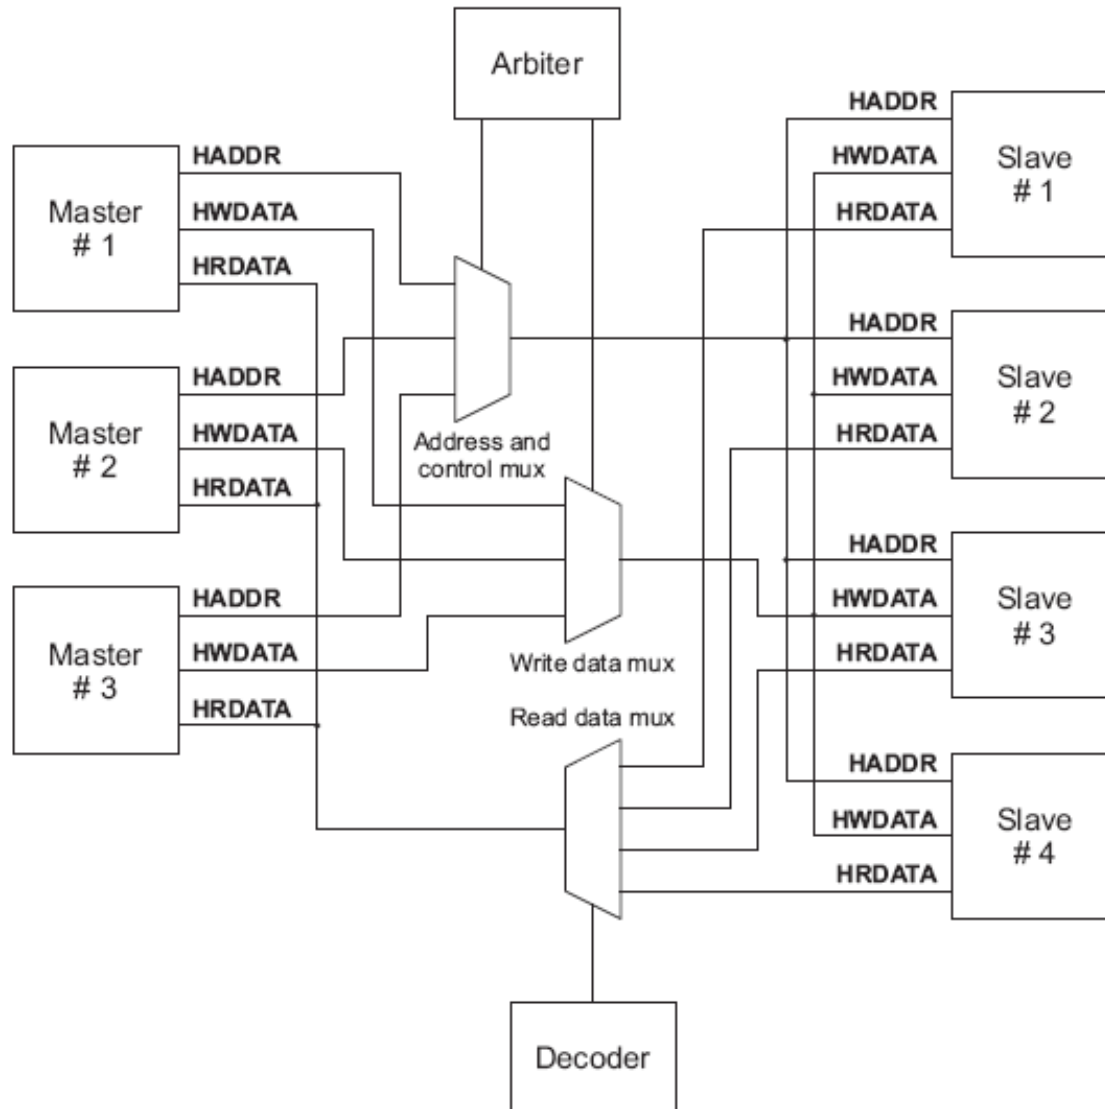 Arbiter
Master
# 1
HADDR
HWDATA
HRDATA
Master
# 2
HADDR
HWDATA
HRDATA
Master
# 3
HADDR
HWDATA
HRDATA
Address and
control mux
Write data mux
Read data mux
HADDR
HWDATA
HRDATA
Slave
# 1
HADDR
HWDATA
HRDATA
Slave
# 2
HADDR
HWDATA
HRDATA
Slave
# 3
HADDR
HWDATA
HRDATA
Slave
# 4
Decoder